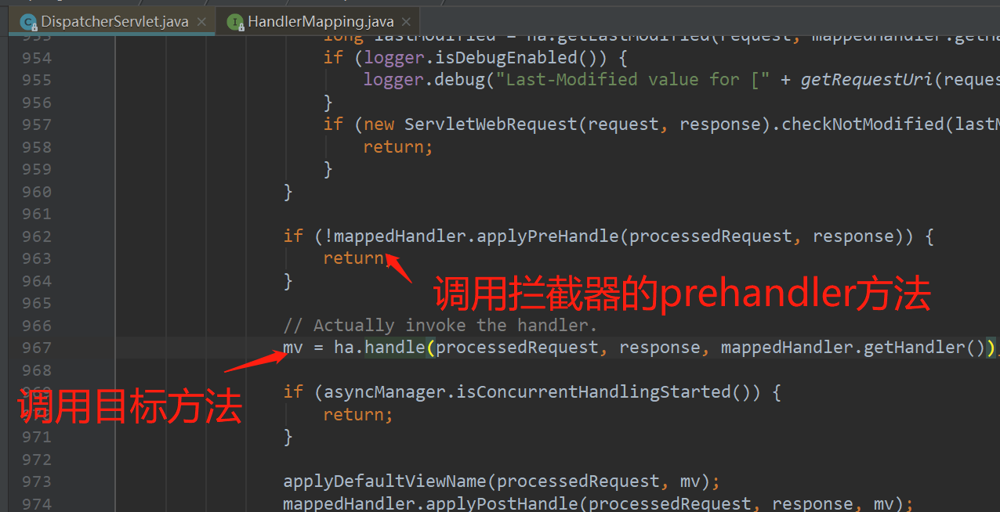 DispatcherServlet.java × HandlerMapping.java ×
long lastModified = ha.getLastModified(request, mappedHandler.getHa
954 if (logger.isDebugEnabled()) {
955 logger.debug("Last-Modified value for [" + getRequestUri(reques
956 }
957 if (new ServletWebRequest(request, response).checkNotModified(lastM
958 return;
959 }
960 }
961
962 if (!mappedHandler.applyPreHandle(processedRequest, response)) {
963 return;
964 }
调用拦截器的prehandler方法
965
966 // Actually invoke the handler.
967 mv = ha.handle(processedRequest, response, mappedHandler.getHandler());
968
调用目标方法
969 if (asyncManager.isConcurrentHandlingStarted()) {
return;
971 }
972
973 applyDefaultViewName(processedRequest, mv);
974 mappedHandler.applyPostHandle(processedRequest, response, mv);